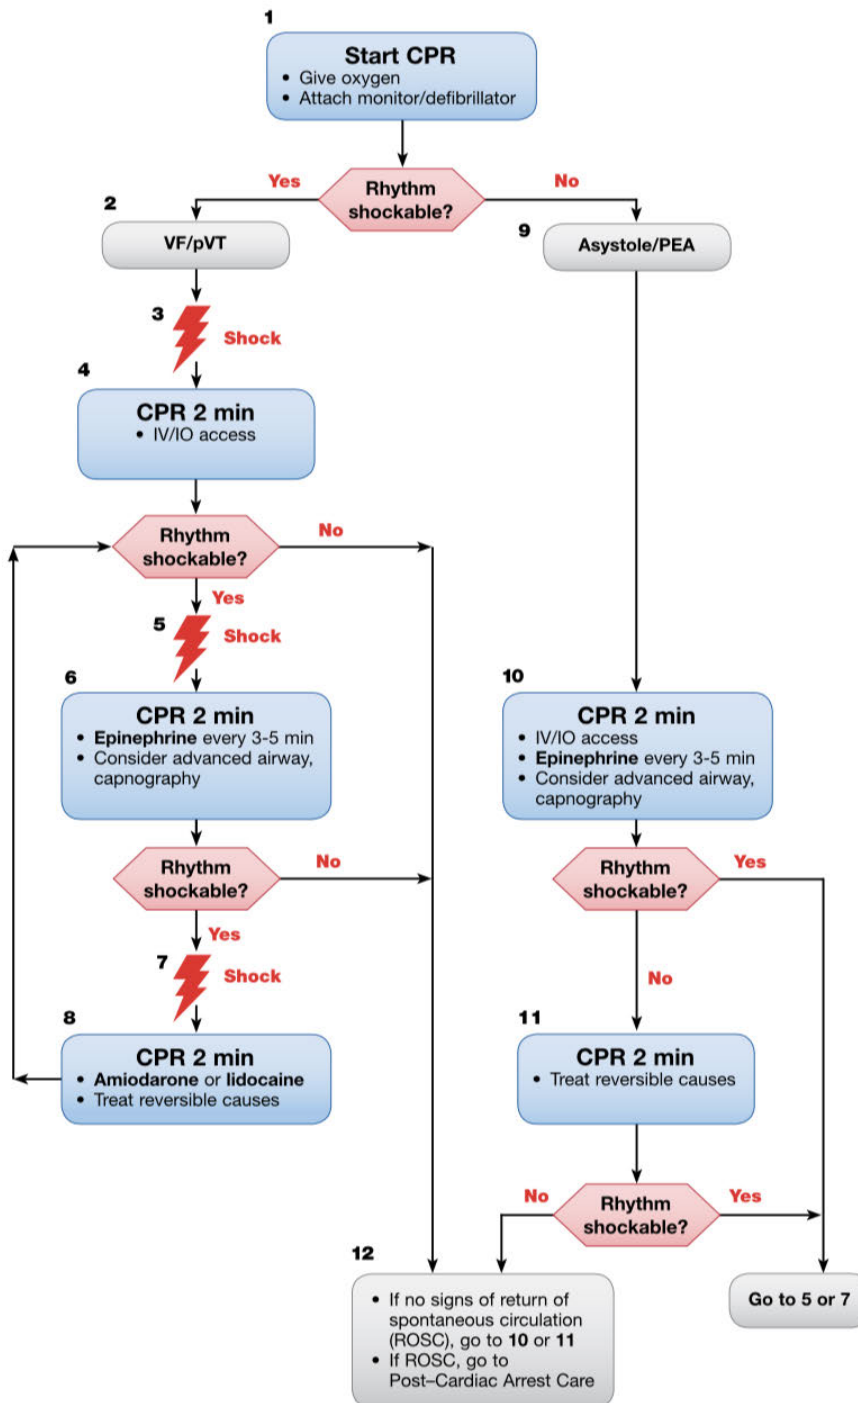 1
Start CPR
• Give oxygen
• Attach monitor/defibrillator
Yes
Rhythm
shockable?
No
2
VF/pVT
9
Asystole/PEA
3
Shock
4
CPR 2 min
• IV/IO access
Rhythm
shockable?
No
Yes
5
Shock
6
CPR 2 min
• Epinephrine every 3-5 min
• Consider advanced airway,
capnography
10
CPR 2 min
• IV/IO access
• Epinephrine every 3-5 min
• Consider advanced airway,
capnography
Rhythm
shockable?
No
Rhythm
shockable?
Yes
Yes
7
Shock
No
8
CPR 2 min
• Amiodarone or lidocaine
• Treat reversible causes
11
CPR 2 min
• Treat reversible causes
No
Rhythm
shockable?
Yes
12
• If no signs of return of
spontaneous circulation
(ROSC), go to 10 or 11
• If ROSC, go to
Post–Cardiac Arrest Care
Go to 5 or 7